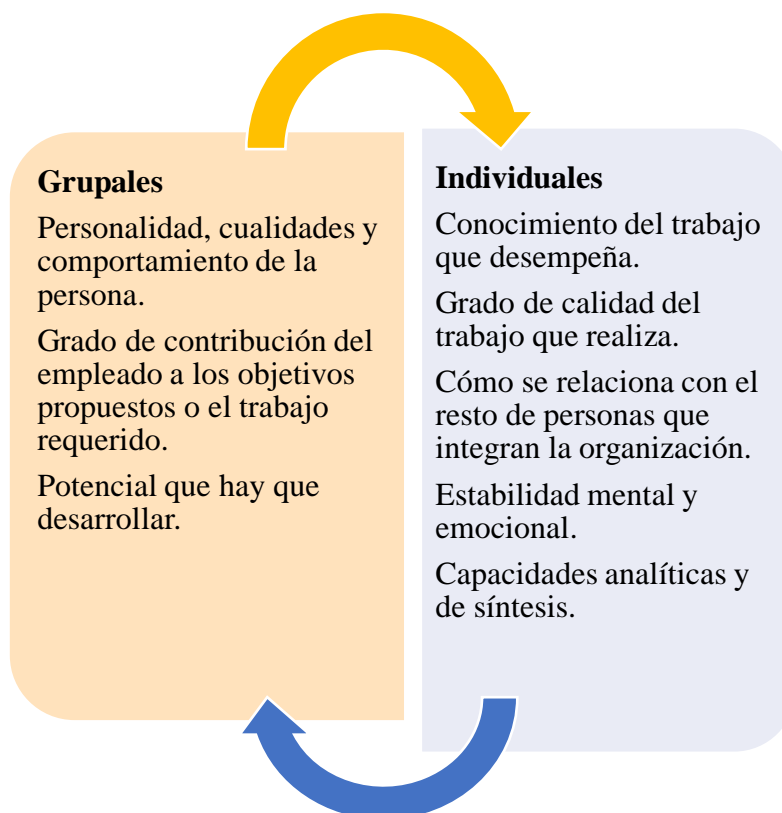 Grupales
Personalidad, cualidades y
comportamiento de la
persona.
Grado de contribución del
empleado a los objetivos
propuestos o el trabajo
requerido.
Potencial que hay que
desarrollar.
Individuales
Conocimiento del trabajo
que desempeña.
Grado de calidad del
trabajo que realiza.
Cómo se relaciona con el
resto de personas que
integran la organización.
Estabilidad mental y
emocional.
Capacidades analíticas y
de síntesis.